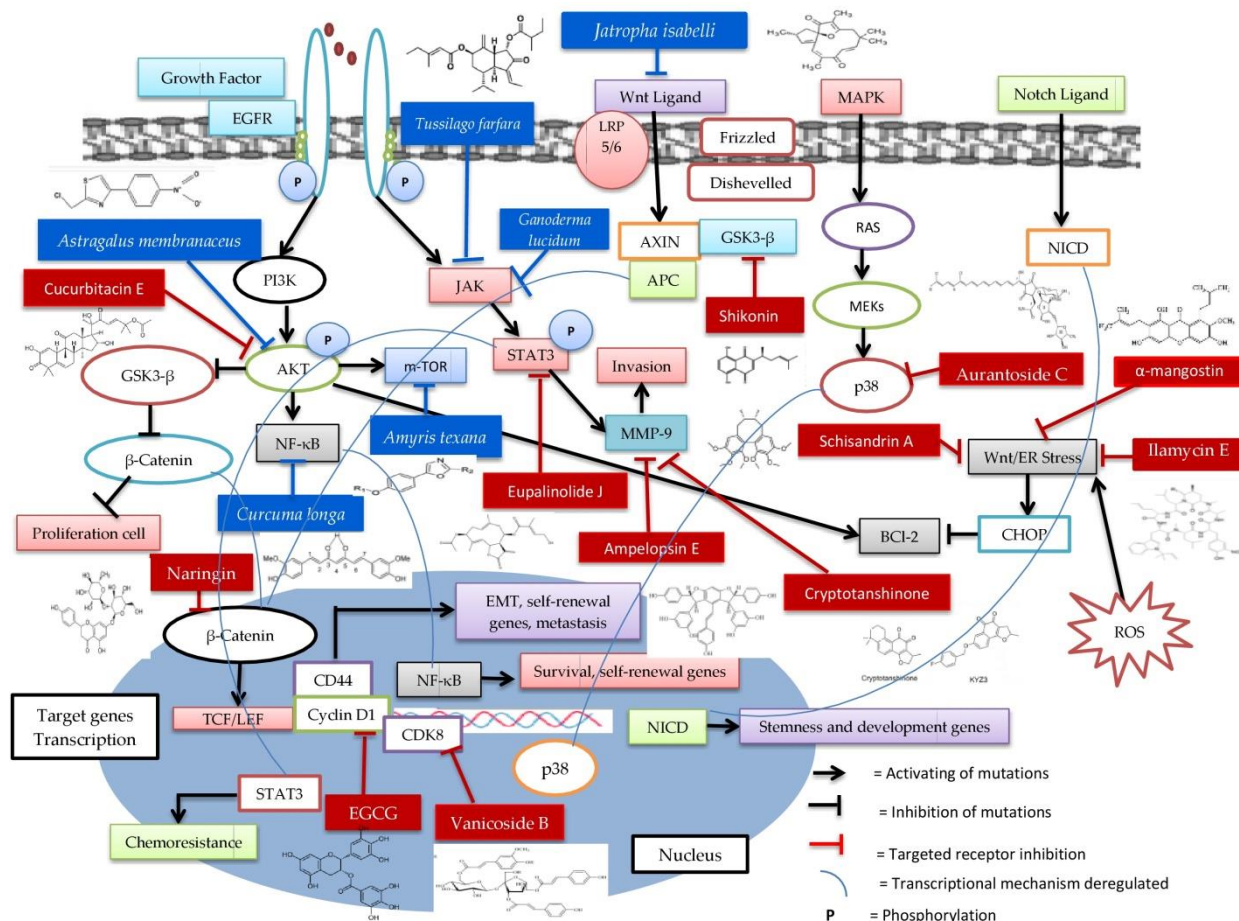 Jatropha isabelli
Growth Factor
EGFR
Tussilago farfara
Wnt Ligand
MAPK
Notch Ligand
LRP
5/6
Frizzled
Dishevelled
P
P
Astragalus membranaceus
Ganoderma
lucidum
AXIN
GSK3-β
RAS
NICD
Cucurbitacin E
PI3K
JAK
APC
MEKs
Shikonin
P
P
GSK3-β
AKT
m-TOR
STAT3
Invasion
p38
Aurantoside C
α-mangostin
NF-κB
Amyris texana
MMP-9
Schisandrin A
β-Catenin
Wnt/ER Stress
Ilamycin E
Eupalinolide J
Curcuma longa
Proliferation cell
Ampelopsin E
BCI-2
CHOP
Naringin
Cryptotanshinone
EMT, self-renewal
genes, metastasis
β-Catenin
ROS
Cryptotanshinone
KYZ3
CD44
NF-κB
Survival, self-renewal genes
Target genes
Transcription
TCF/LEF
Cyclin D1
CDK8
NICD
Stemness and development genes
p38
STAT3
= Activating of mutations
EGCG
Vanicoside B
= Inhibition of mutations
Chemoresistance
Nucleus
= Targeted receptor inhibition
= Transcriptional mechanism deregulated
P = Phosphorylation